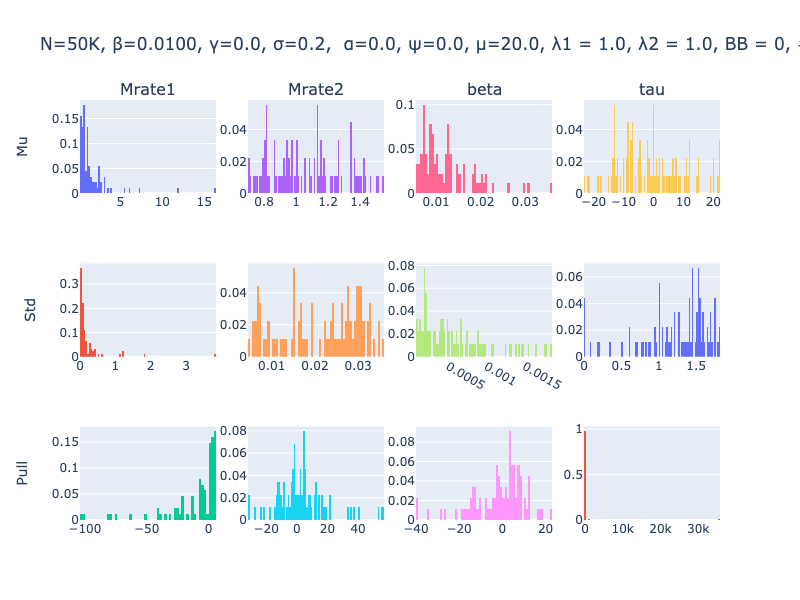 N=50K, β=0.0100, γ=0.0, σ=0.2,  α=0.0, ψ=0.0, μ=20.0, λ1 = 1.0, λ2 = 1.0, BB = 0,
Mrate1 Mrate2 beta tau
Mu
0.15 0.1 0.05 0
5 10 15
0.04 0.02 0
0.8 1 1.2 1.4
0.1 0.05 0
0.01 0.02 0.03
0.04 0.02 0
−20 −10 0 10 20
Std
0.3 0.2 0.1 0
0 1 2 3
0.04 0.02 0
0.01 0.02 0.03
0.08 0.06 0.04 0.02 0
0.0005 0.001 0.0015
0.06 0.04 0.02 0
0 0.5 1 1.5
Pull
0.15 0.1 0.05 0
−100 −50 0
0.08 0.06 0.04 0.02 0
−20 0 20 40
0.08 0.06 0.04 0.02 0
−40 −20 0 20
1 0.5 0
0 10k 20k 30k